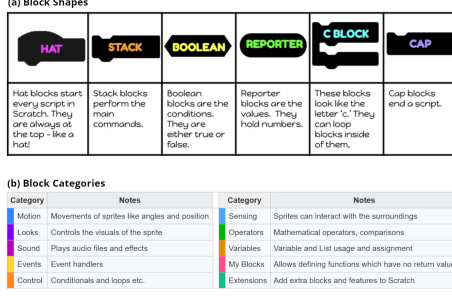 (a) Block Shapes
HAT
STACK
BOOLEAN
REPORTER
C BLOCK
CAP
Hat blocks start
every script in
Scratch. They
are always at
the top - like a
hat!
Stack blocks
perform the
main
commands.
Boolean
blocks are the
conditions.
They are
either true or
false.
Reporter
blocks are the
values. They
hold numbers.
These blocks
look like the
letter 'c.' They
can loop
blocks inside
of them.
Cap blocks
end a script.
(b) Block Categories
Category Notes Category Notes
Motion Movements of sprites like angles and position Sensing Sprites can interact with the surroundings
Looks Controls the visuals of the sprite Operators Mathematical operators, comparisons
Sound Plays audio files and effects Variables Variable and List usage and assignment
Events Event handlers My Blocks Allows defining functions which have no return value
Control Conditionals and loops etc. Extensions Add extra blocks and features to Scratch